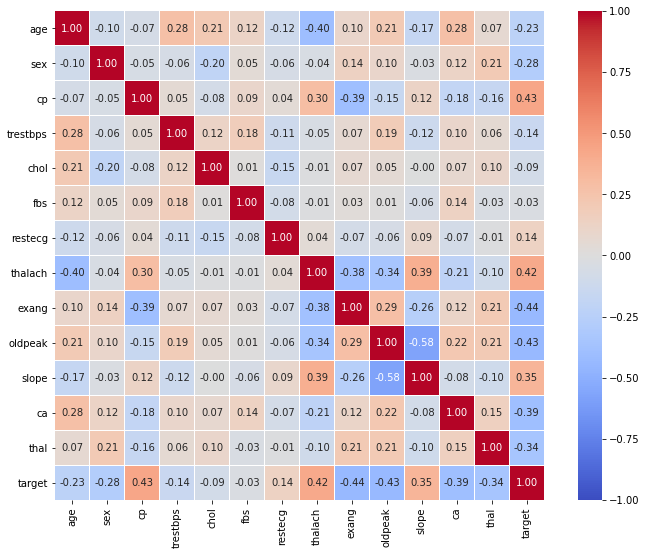 age 1.00 -0.10 -0.07 0.28 0.21 0.12 -0.12 -0.40 0.10 0.21 -0.17 0.28 0.07 -0.23
sex -0.10 1.00 -0.05 -0.06 -0.20 0.05 -0.06 -0.04 0.14 0.10 -0.03 0.12 0.21 -0.28
cp -0.07 -0.05 1.00 0.05 -0.08 0.09 0.04 0.30 -0.39 -0.15 0.12 -0.18 -0.16 0.43
trestbps 0.28 -0.06 0.05 1.00 0.12 0.18 -0.11 -0.05 0.07 0.19 -0.12 0.10 0.06 -0.14
chol 0.21 -0.20 -0.08 0.12 1.00 0.01 -0.15 -0.01 0.07 0.05 -0.00 0.07 0.10 -0.09
fbs 0.12 0.05 0.09 0.18 0.01 1.00 -0.08 -0.01 0.03 0.01 -0.06 0.14 -0.03 -0.03
restecg -0.12 -0.06 0.04 -0.11 -0.15 -0.08 1.00 0.04 -0.07 -0.06 0.09 -0.07 -0.01 0.14
thalach -0.40 -0.04 0.30 -0.05 -0.01 -0.01 0.04 1.00 -0.38 -0.34 0.39 -0.21 -0.10 0.42
exang 0.10 0.14 -0.39 0.07 0.07 0.03 -0.07 -0.38 1.00 0.29 -0.26 0.12 0.21 -0.44
oldpeak 0.21 0.10 -0.15 0.19 0.05 0.01 -0.06 -0.34 0.29 1.00 -0.58 0.22 0.21 -0.43
slope -0.17 -0.03 0.12 -0.12 -0.00 -0.06 0.09 0.39 -0.26 -0.58 1.00 -0.08 -0.10 0.35
ca 0.28 0.12 -0.18 0.10 0.07 0.14 -0.07 -0.21 0.12 0.22 -0.08 1.00 0.15 -0.39
thal 0.07 0.21 -0.16 0.06 0.10 -0.03 -0.01 -0.10 0.21 0.21 -0.10 0.15 1.00 -0.34
target -0.23 -0.28 0.43 -0.14 -0.09 -0.03 0.14 0.42 -0.44 -0.43 0.35 -0.39 -0.34 1.00
age sex cp trestbps chol fbs restecg thalach exang oldpeak slope ca thal target
1.00
0.75
0.50
0.25
0.00
-0.25
-0.50
-0.75
-1.00